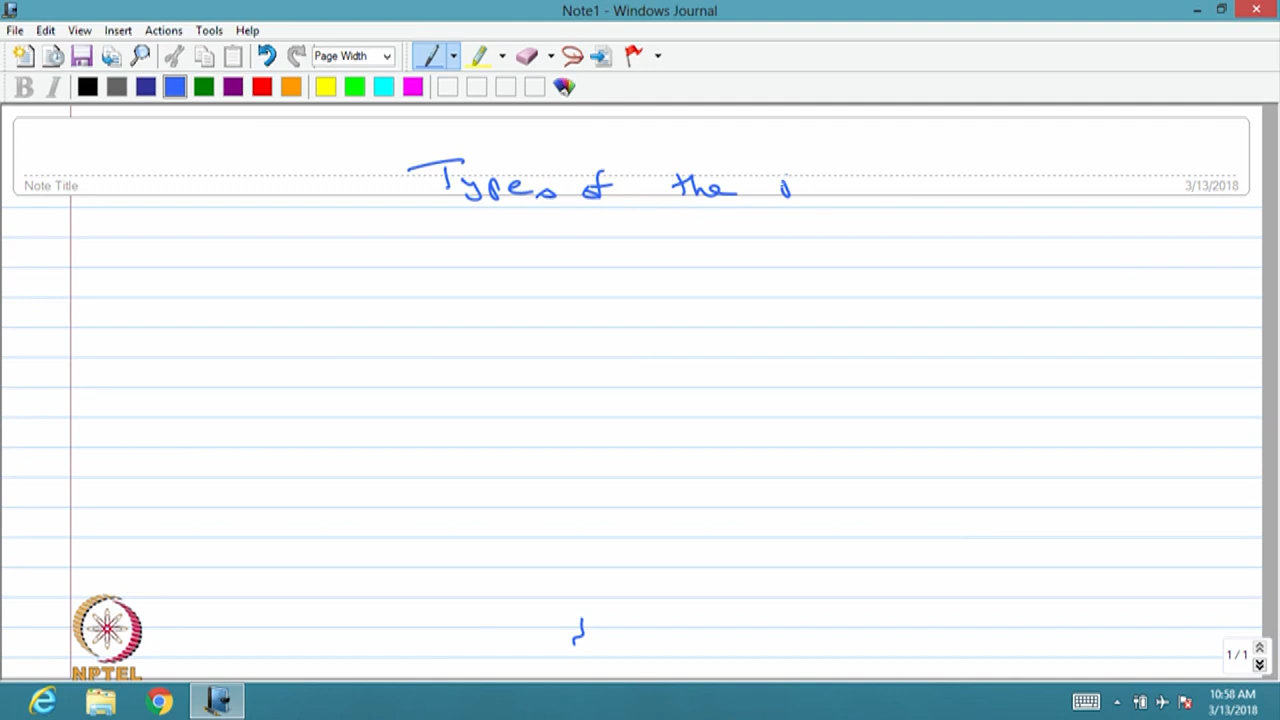 Note1 - Windows Journal
File Edit View Insert Actions Tools Help
Page Width
B I
Types of the
Note Title
3/13/2018
1/1
NPTEL
10:58 AM
3/13/2018